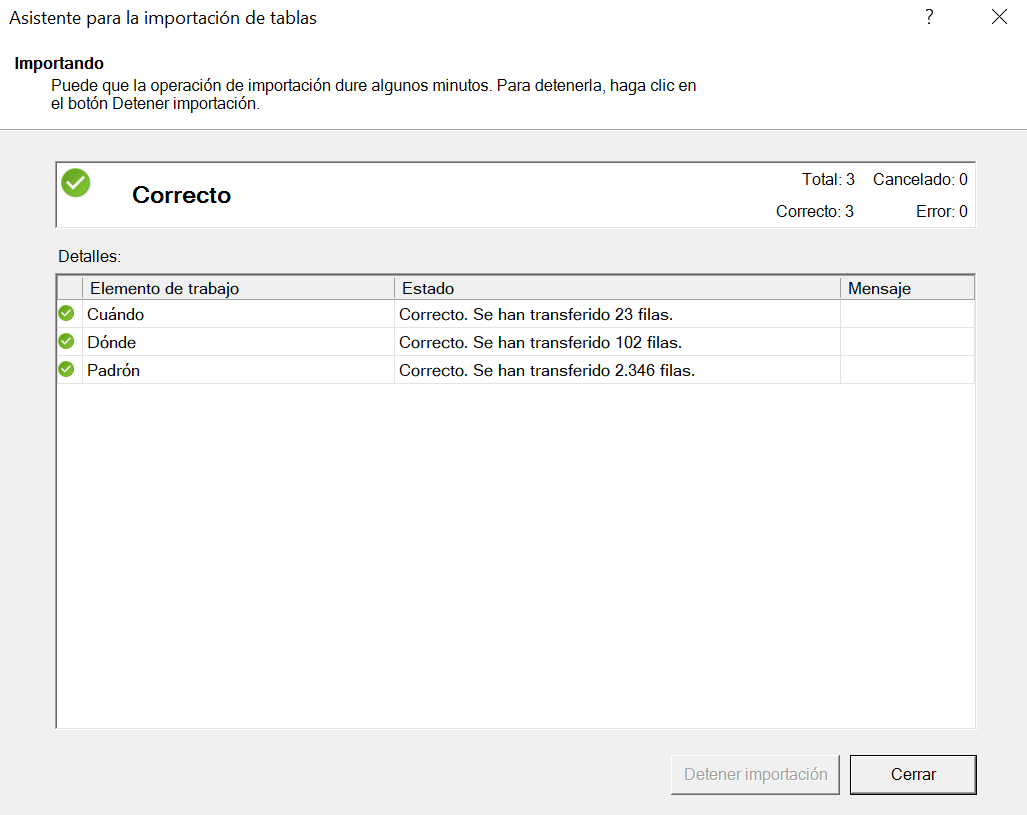 Asistente para la importación de tablas ?
Importando
Puede que la operación de importación dure algunos minutos. Para detenerla, haga clic en
el botón Detener importación.
Correcto
Total: 3 Cancelado: 0
Correcto: 3 Error: 0
Detalles:
Elemento de trabajo Estado Mensaje
Cuándo Correcto. Se han transferido 23 filas.
Dónde Correcto. Se han transferido 102 filas.
Padrón Correcto. Se han transferido 2.346 filas.
Detener importación Cerrar